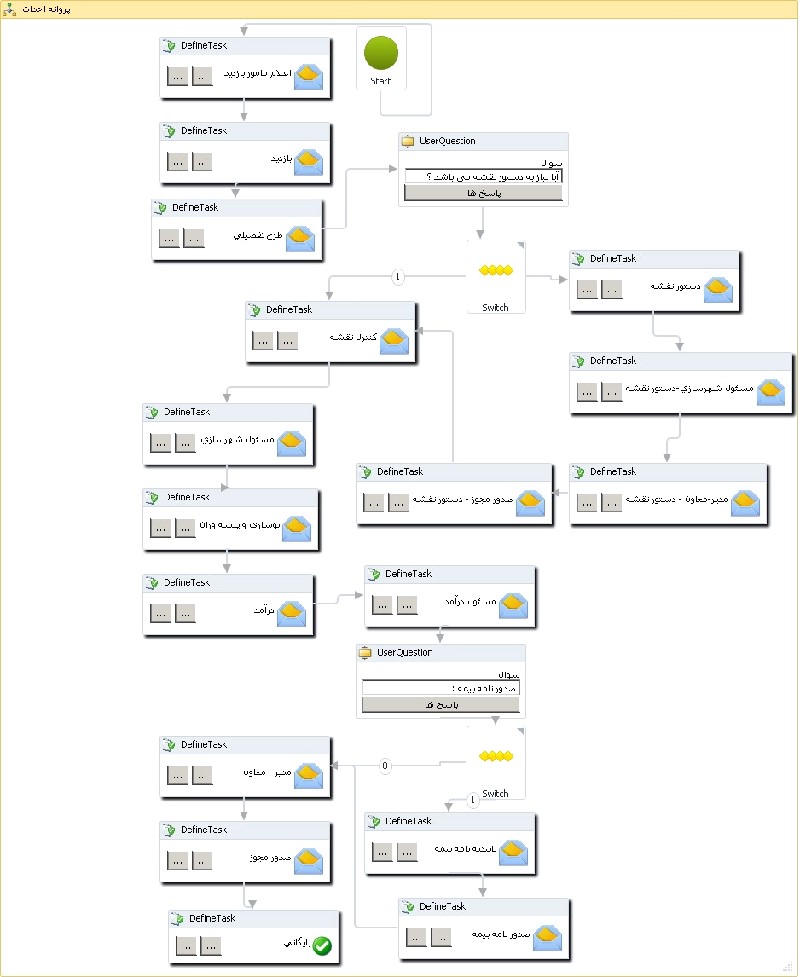 پروانه احداث
DefineTask
اعلام مامور بازدید
... ..
Start
DefineTask
بازدید
... ..
UserQuestion
سوال
آیا نیاز به دستور نقشه می باشد ؟
پاسخ ها
DefineTask
طرح تفصیلی
... ...
Switch
1
DefineTask
دستور نقشه
... ...
DefineTask
کنترل نقشه
... ...
DefineTask
مسئول شهرسازی-دستور نقشه
... ...
DefineTask
مسئول شهرسازی
... ...
DefineTask
صدور مجوز - دستور نقشه
... ...
DefineTask
مدیر-معاون - دستور نقشه
... ...
DefineTask
نوسازی و پیشه وران
... ...
DefineTask
درآمد
... ...
DefineTask
مسئول درآمد
... ...
UserQuestion
سوال
صدور نامه بیمه ؟
پاسخ ها
Switch
0
1
DefineTask
مدیر - معاون
... ..
DefineTask
تاییدیه نامه بیمه
... ...
DefineTask
صدور مجوز
... ..
DefineTask
صدور نامه بیمه
.. ..
DefineTask
بایگانی
.. ...